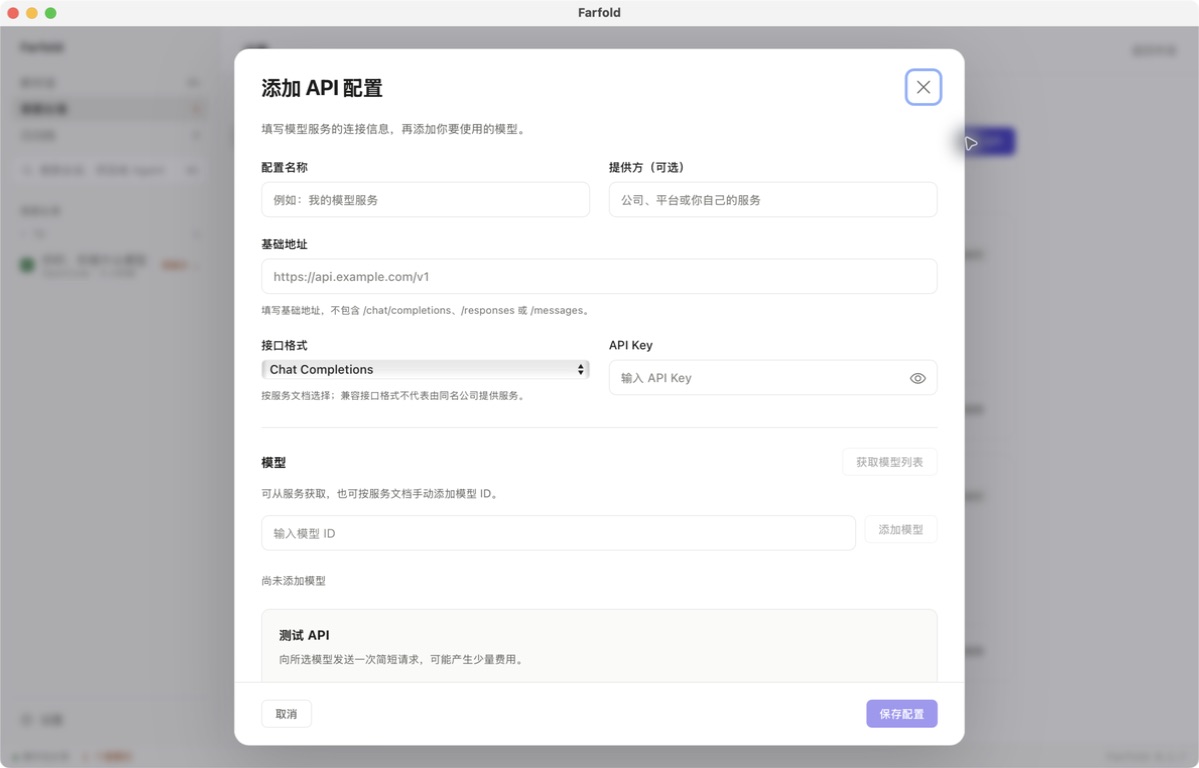 Farfold
添加 API 配置
填写模型服务的连接信息，再添加你要使用的模型。
配置名称
提供方（可选）
例如：我的模型服务
公司、平台或你自己的服务
基础地址
https://api.example.com/v1
填写基础地址，不包含 /chat/completions、/responses 或 /messages。
接口格式
API Key
Chat Completions
输入 API Key
按服务文档选择；兼容接口格式不代表由同名公司提供服务。
模型
获取模型列表
可从服务获取，也可按服务文档手动添加模型 ID。
输入模型 ID
添加模型
尚未添加模型
测试 API
向所选模型发送一次简短请求，可能产生少量费用。
取消
保存配置